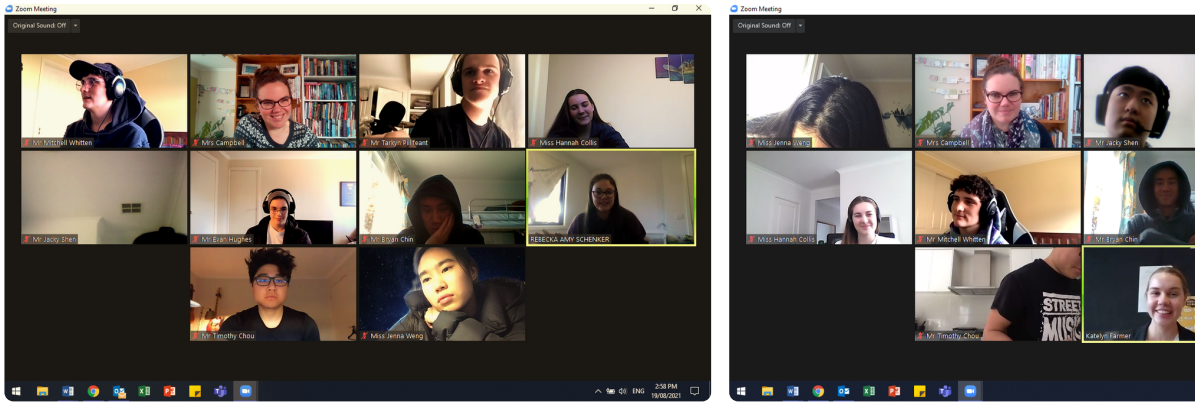 Zoom Meeting
Original Sound: Off
Mr Mitchell Whitten
Mrs Campbell
Mr Tarkyn Pillfeant
Miss Hannah Collis
Mr Jacky Shen
Mr Evan Hughes
Mr Bryan Chin
REBECKA AMY SCHENKER
Mr Timothy Chou
Miss Jenna Weng
ENG
2:58 PM
19/08/2021
Zoom Meeting
Original Sound: Off
Miss Jenna Weng
Mrs Campbell
Mr Jacky Shen
Miss Hannah Collis
Mr Mitchell Whitten
Mr Bryan Chin
STREET
MUSIC
Mr Timothy Chou
Katelyn Farmer